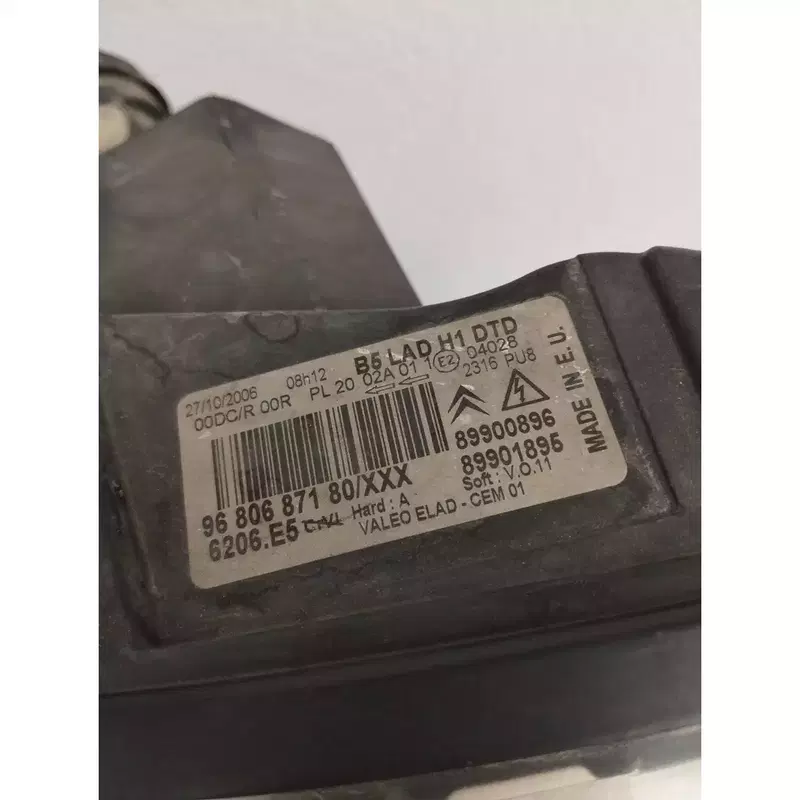 27/10/2006 08h12 B5 LAD H1 DTD
00DC/R 00R PL 20 02A 01 1 E2 04028
2316 PU8
89900896
89901895
96 806 871 80/XXX
Soft : V.O.11
6206.E5 Hard : A
VALEO ELAD - CEM 01
MADE IN E.U.